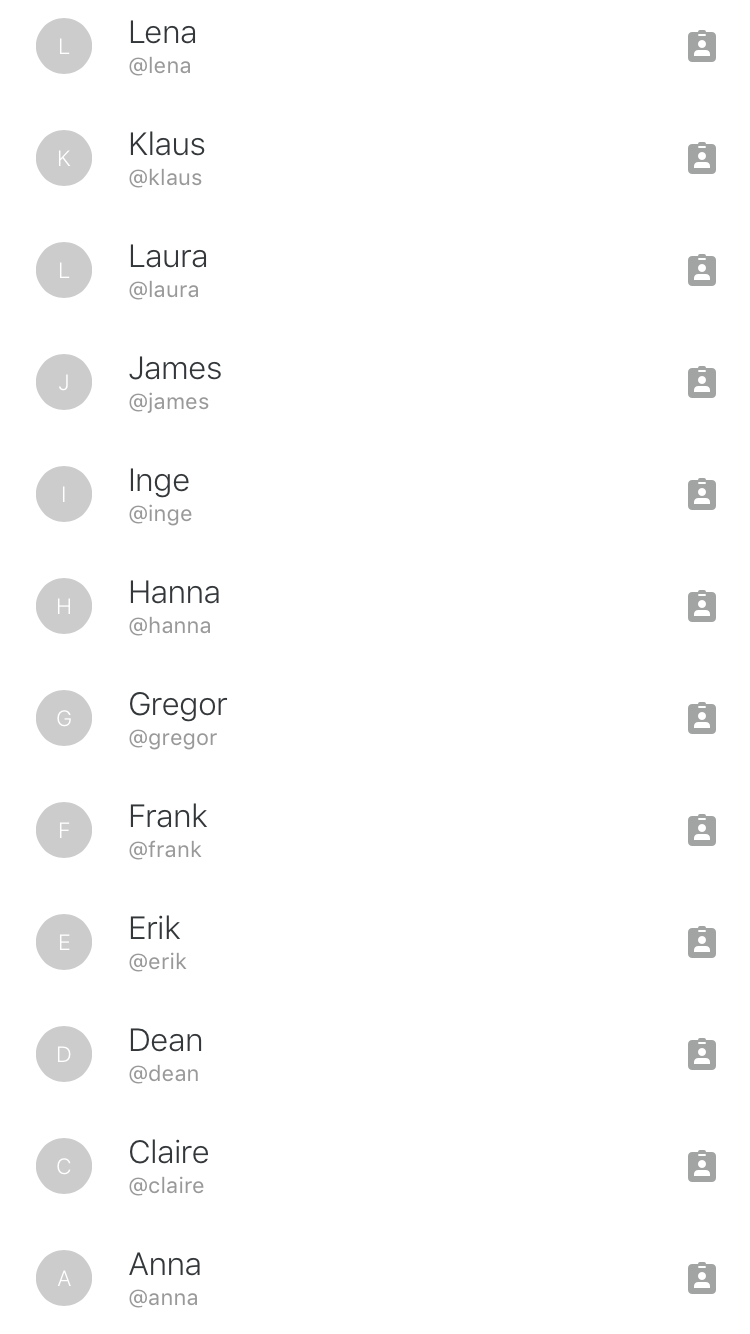 L
Lena
@lena
K
Klaus
@klaus
L
Laura
@laura
J
James
@james
I
Inge
@inge
H
Hanna
@hanna
G
Gregor
@gregor
F
Frank
@frank
E
Erik
@erik
D
Dean
@dean
C
Claire
@claire
A
Anna
@anna